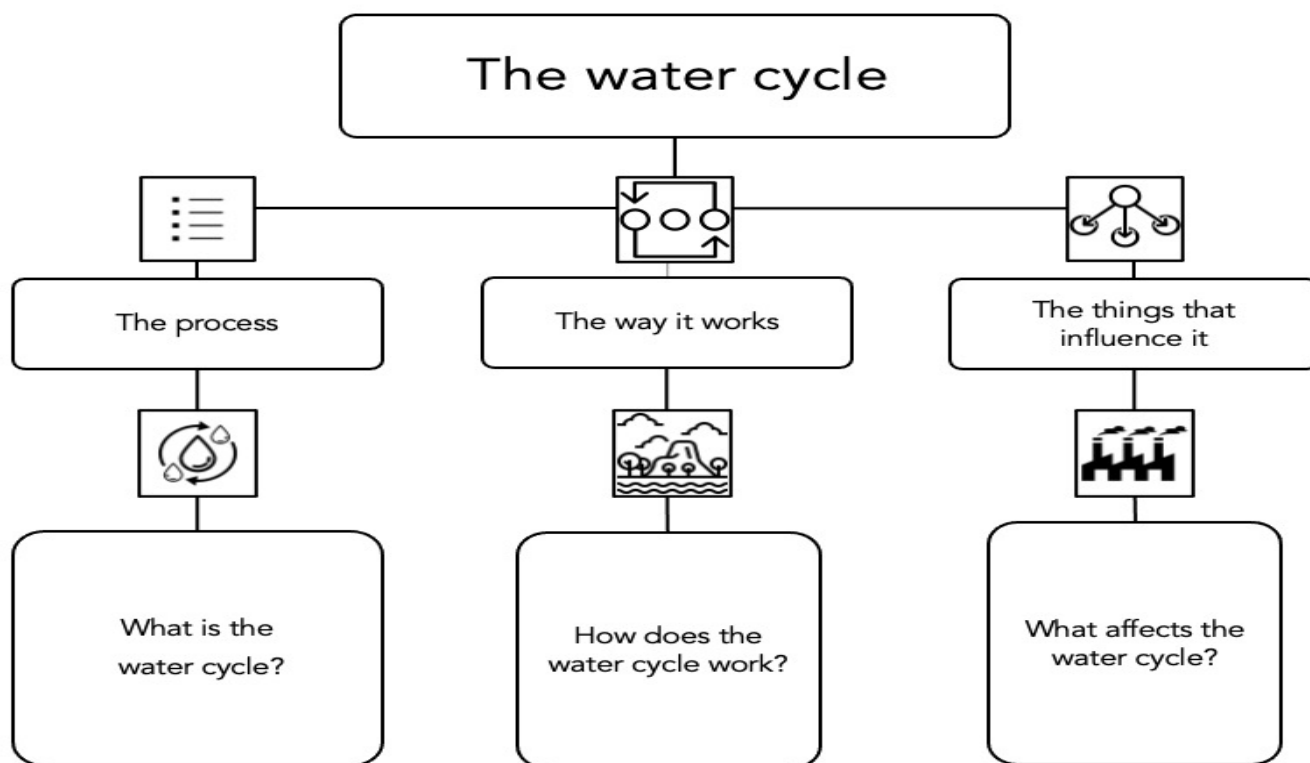 The water cycle
The process
The way it works
The things that
influence it
What is the
water cycle?
How does the
water cycle work?
What affects the
water cycle?